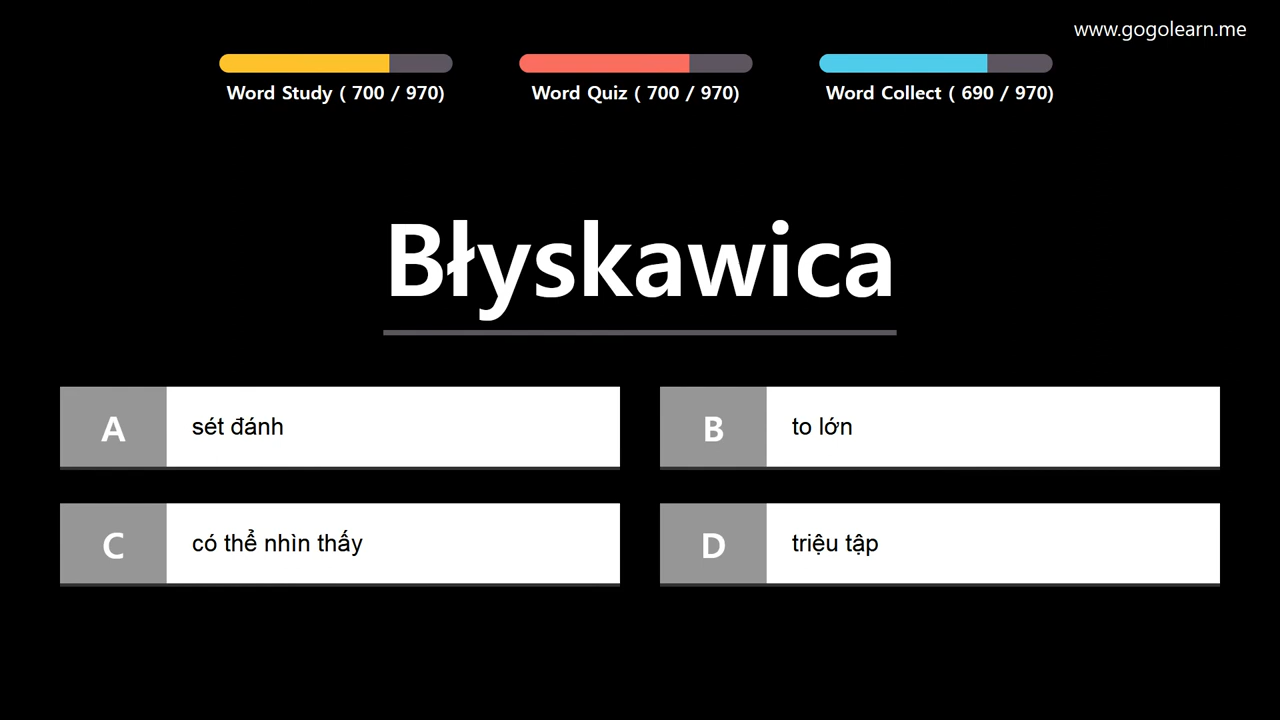 www.gogolearn.me
Word Study ( 700 / 970)
Word Quiz ( 700 / 970)
Word Collect ( 690 / 970)
Błyskawica
A
sét đánh
B
to lớn
C
có thể nhìn thấy
D
triệu tập